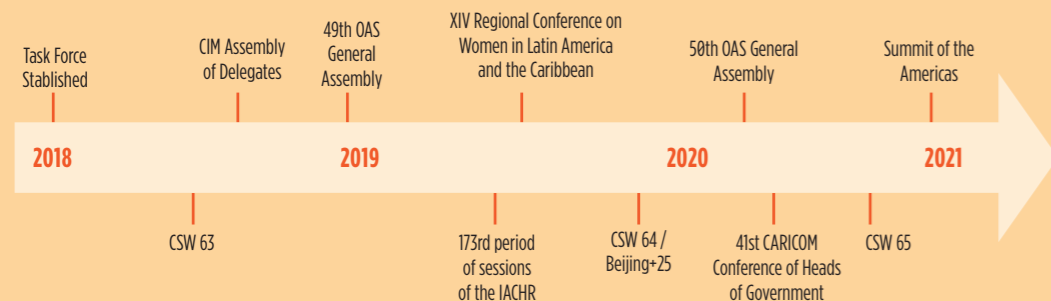 Task Force
Stablished
CIM Assembly
of Delegates
49th OAS
General
Assembly
XIV Regional Conference on
Women in Latin America
and the Caribbean
50th OAS General
Assembly
Summit of the
Americas
2018
2019
2020
2021
CSW 63
173rd period
of sessions
of the IACHR
CSW 64 /
Beijing+25
41st CARICOM
Conference of Heads
of Government
CSW 65